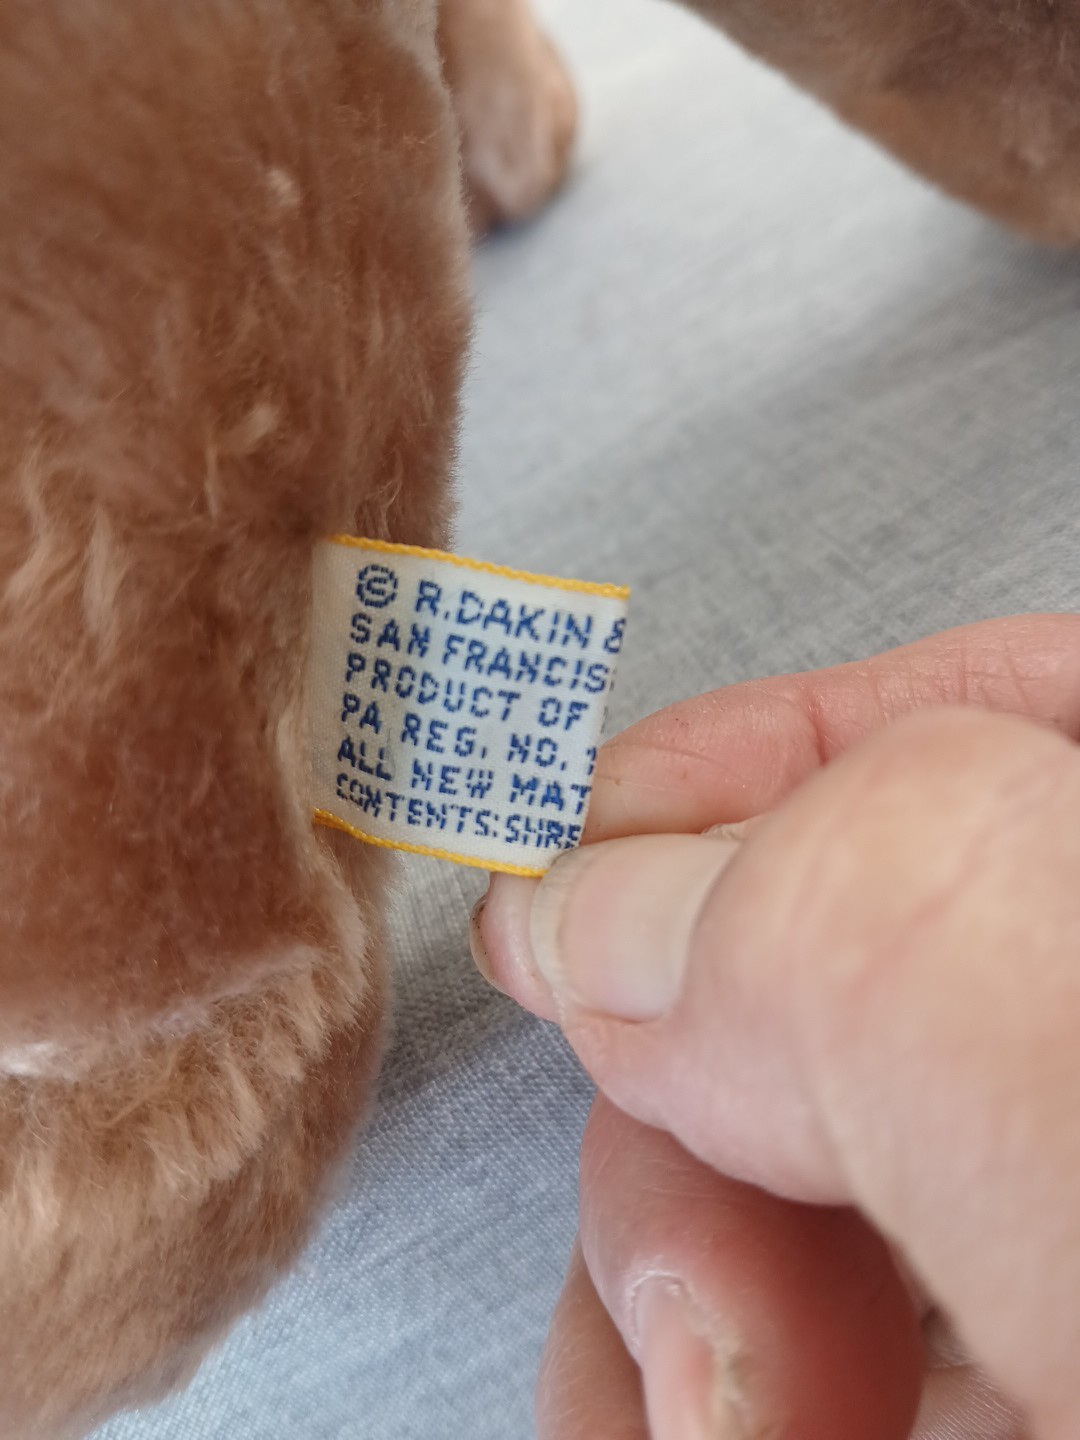 © R.DAKIN &
SAN FRANCIS
PRODUCT OF
PA REG. NO.
ALL NEW MAT
CONTENTS:SHRE